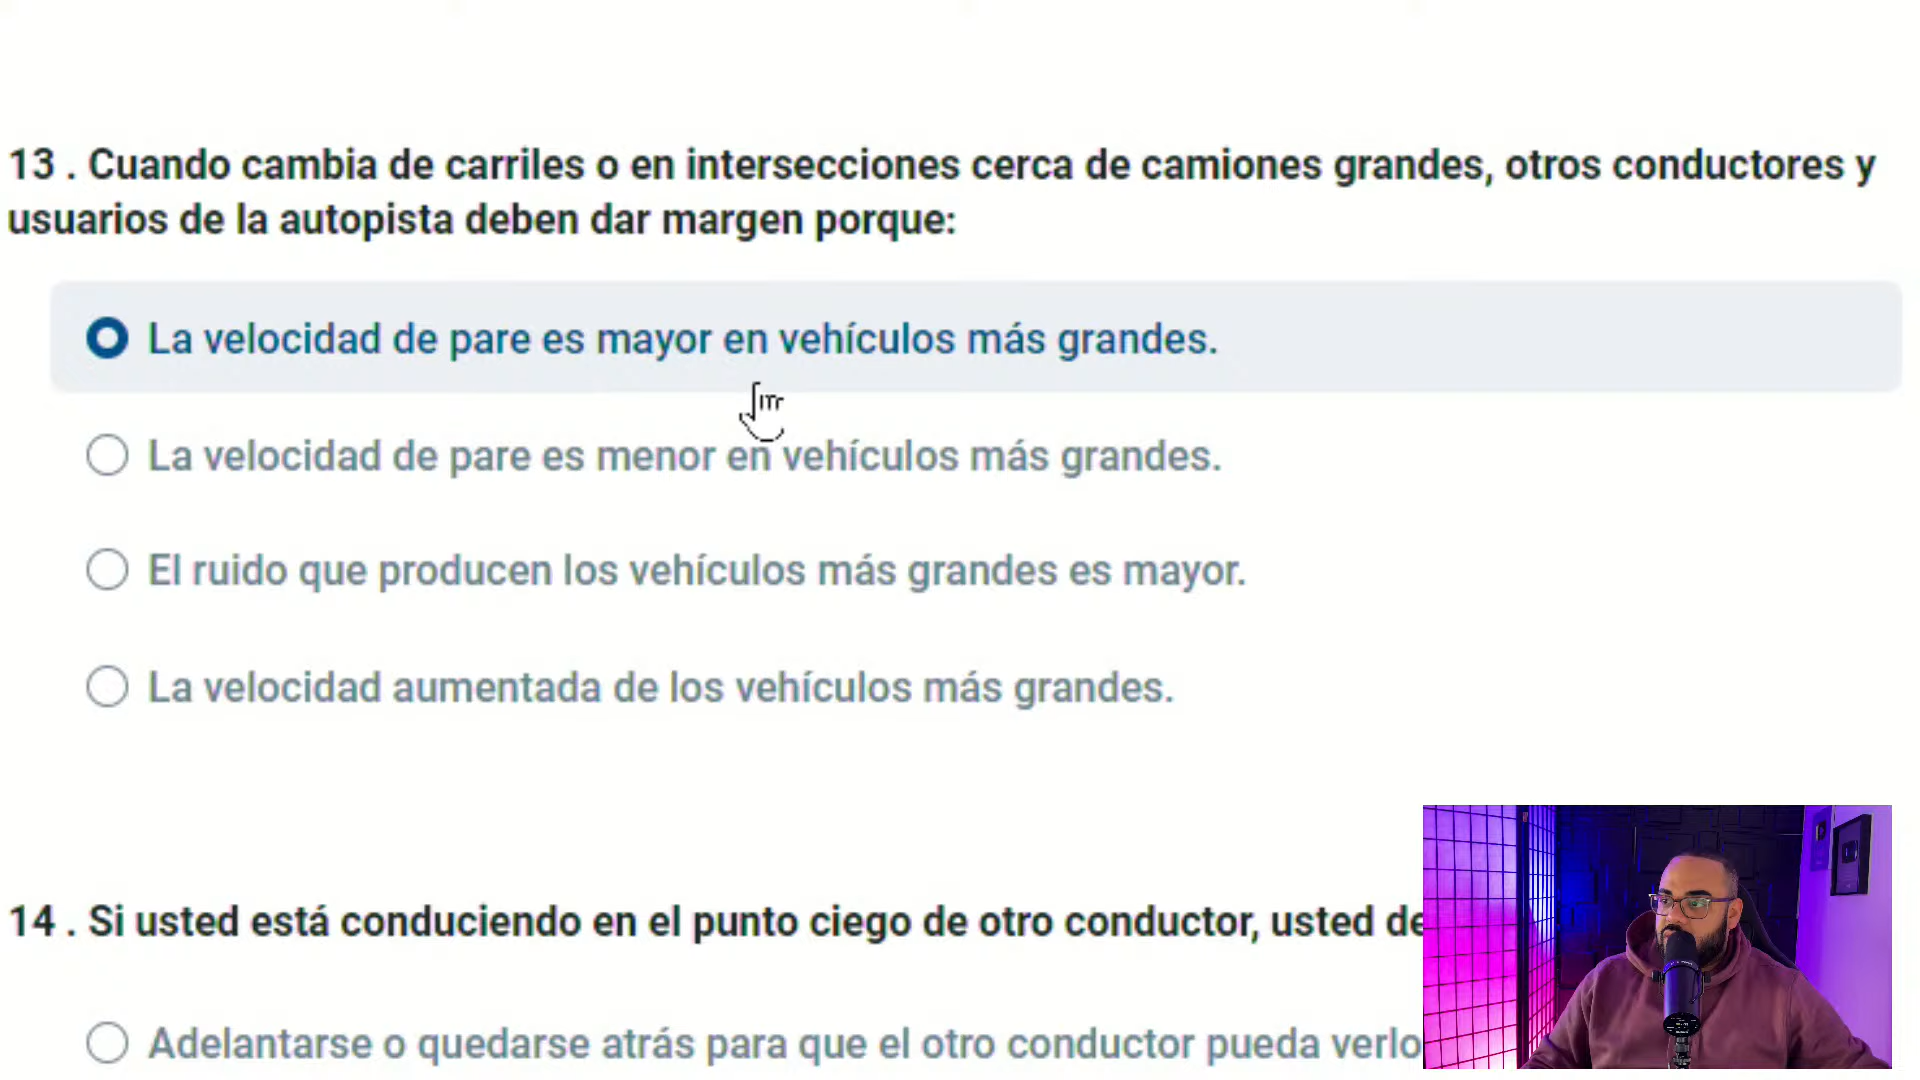 13 . Cuando cambia de carriles o en intersecciones cerca de camiones grandes, otros conductores y
usuarios de la autopista deben dar margen porque:
La velocidad de pare es mayor en vehículos más grandes.
La velocidad de pare es menor en vehículos más grandes.
El ruido que producen los vehículos más grandes es mayor.
La velocidad aumentada de los vehículos más grandes.
14 . Si usted está conduciendo en el punto ciego de otro conductor, usted de
Adelantarse o quedarse atrás para que el otro conductor pueda verlo